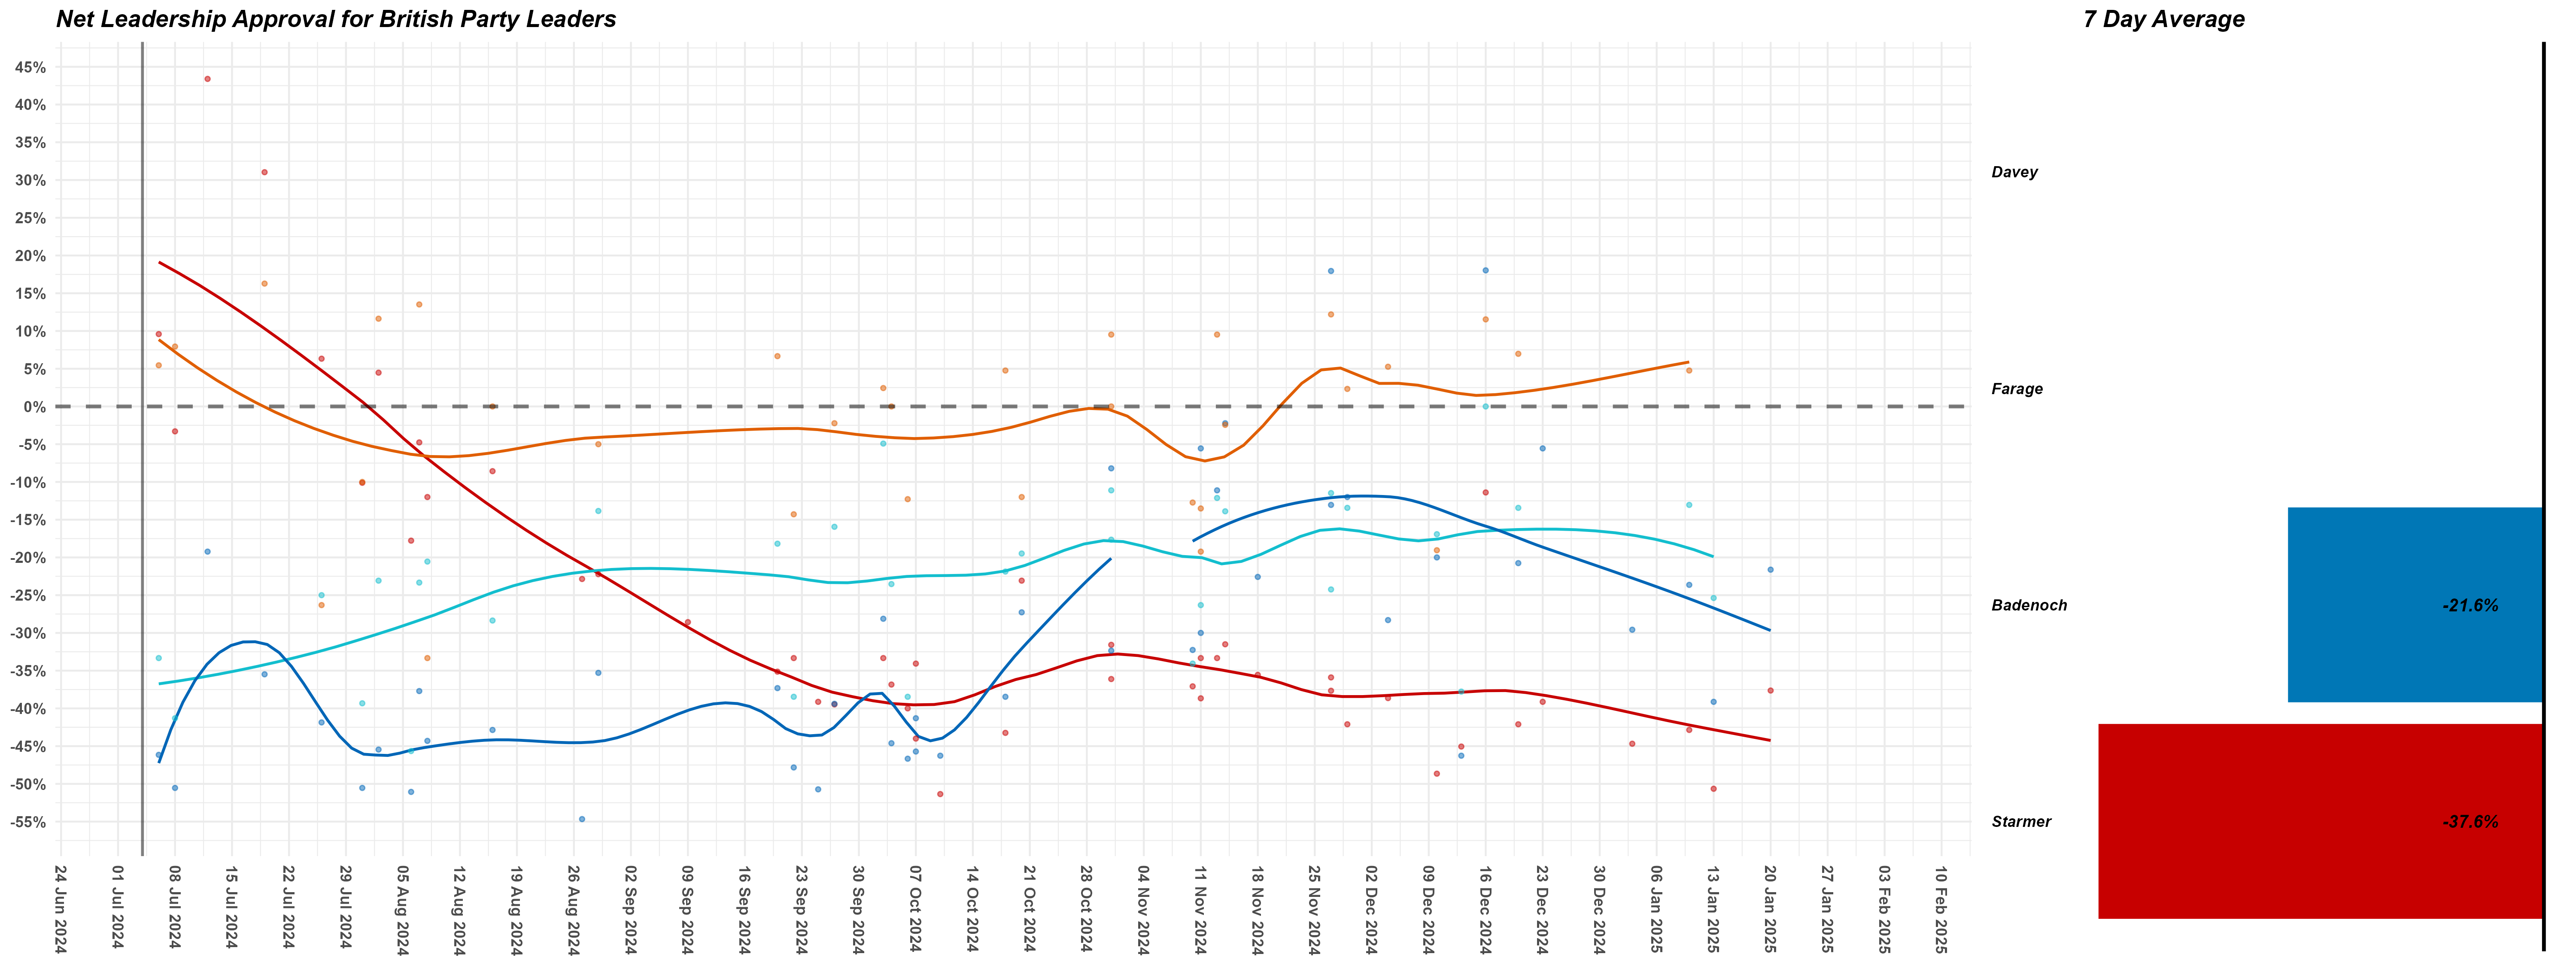 Net Leadership Approval for British Party Leaders
7 Day Average
45%
40%
35%
30%
25%
20%
15%
10%
5%
0%
-5%
-10%
-15%
-20%
-25%
-30%
-35%
-40%
-45%
-50%
-55%
24 Jun 2024
01 Jul 2024
08 Jul 2024
15 Jul 2024
22 Jul 2024
29 Jul 2024
05 Aug 2024
12 Aug 2024
19 Aug 2024
26 Aug 2024
02 Sep 2024
09 Sep 2024
16 Sep 2024
23 Sep 2024
30 Sep 2024
07 Oct 2024
14 Oct 2024
21 Oct 2024
28 Oct 2024
04 Nov 2024
11 Nov 2024
18 Nov 2024
25 Nov 2024
02 Dec 2024
09 Dec 2024
16 Dec 2024
23 Dec 2024
30 Dec 2024
06 Jan 2025
13 Jan 2025
20 Jan 2025
27 Jan 2025
03 Feb 2025
10 Feb 2025
Davey
Farage
Badenoch
-21.6%
Starmer
-37.6%